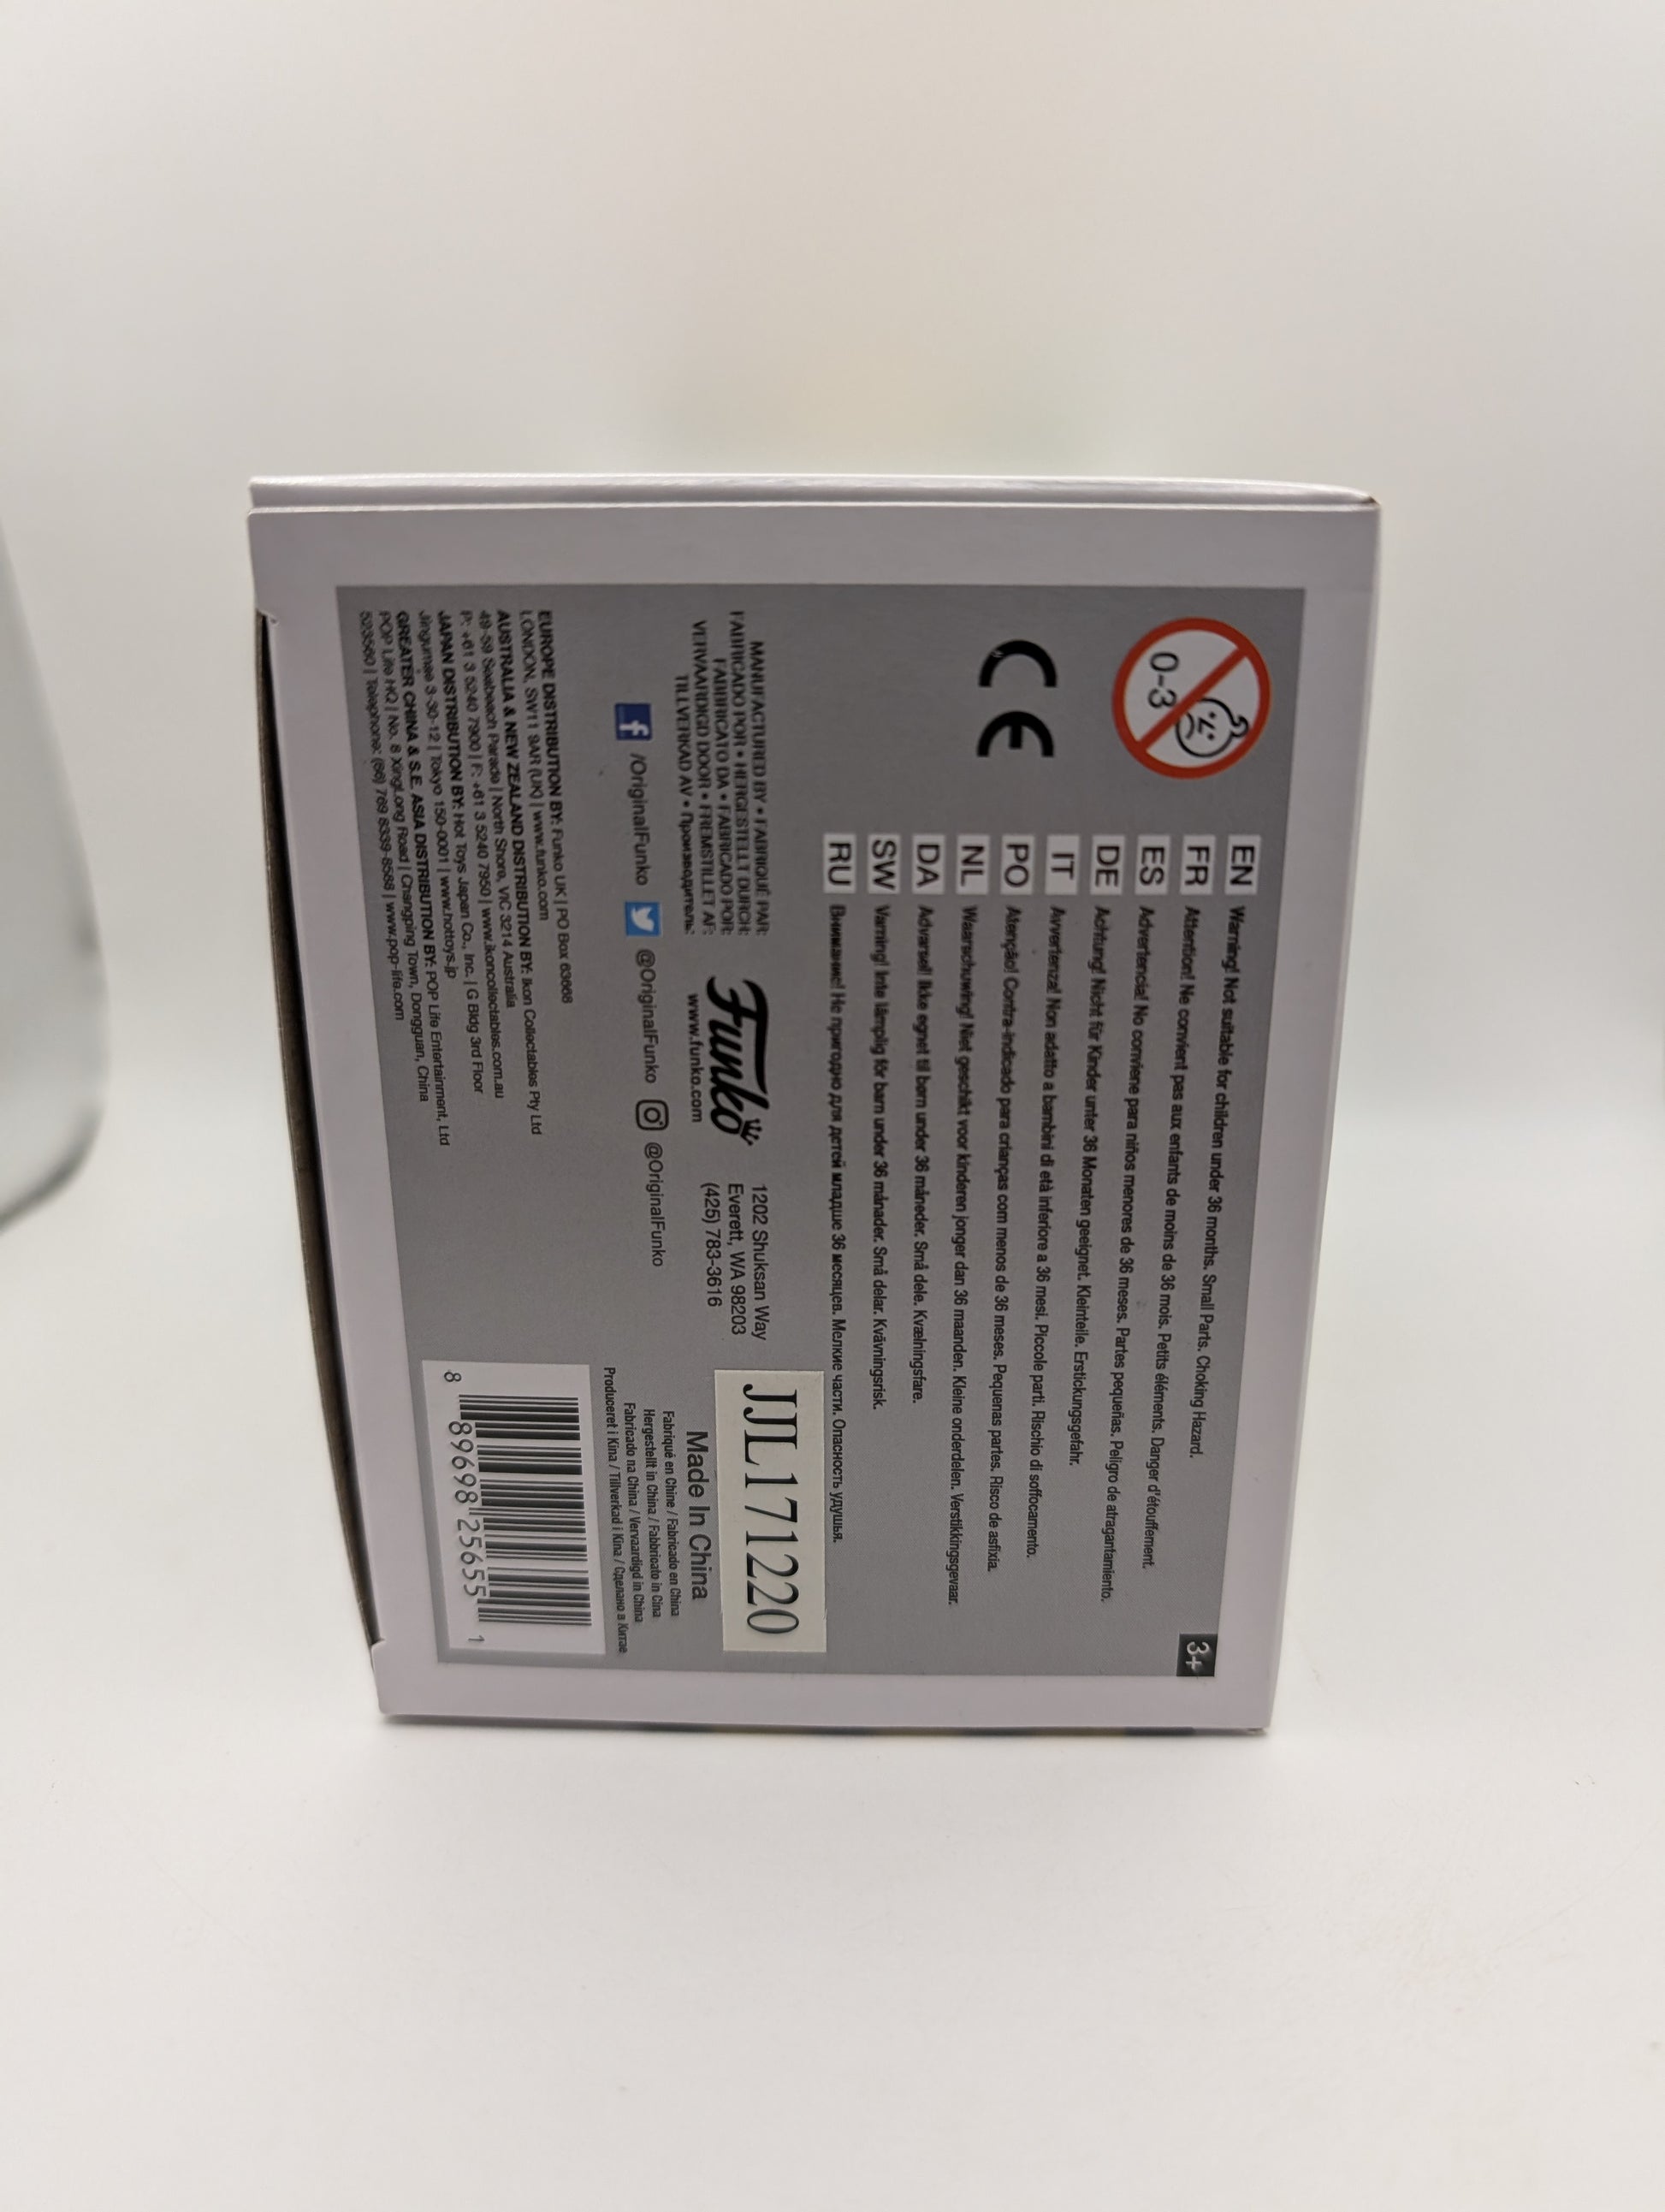 0-3
EN Warning! Not suitable for children under 36 months. Small Parts. Choking Hazard.
FR Attention! Ne convient pas aux enfants de moins de 36 mois. Petits éléments. Danger d'étouffement.
ES Advertencia! No conviene para niños menores de 36 meses. Partes pequeñas. Peligro de atragantamiento.
DE Achtung! Nicht für Kinder unter 36 Monaten geeignet. Kleinteile. Erstickungsgefahr.
IT Avvertenza! Non adatto a bambini di età inferiore a 36 mesi. Piccole parti. Rischio di soffocamento.
PO Atenção! Contra-indicado para crianças com menos de 36 meses. Pequenas partes. Risco de asfixia.
NL Waarschuwing! Niet geschikt voor kinderen jonger dan 36 maanden. Kleine onderdelen. Verstikkingsgevaar.
DA Advarsel! Ikke egnet til børn under 36 måneder. Små dele. Kvælningsfare.
SW Varning! Inte lämplig för barn under 36 månader. Små delar. Kvävningsrisk.
RU Внимание! Не пригодно для детей младше 36 месяцев. Мелкие части. Опасность удушья.
3+
CE
MANUFACTURED BY • FABRIQUÉ PAR:
FABRICADO POR • HERGESTELLT DURCH:
FABRICATO DA • FABRICADO POR:
VERVAARDIGD DOOR • FREMSTILLET AF:
TILLVERKAD AV • Производитель:
Funko
www.funko.com
1202 Shuksan Way
Everett, WA 98203
(425) 783-3616
JJL171220
/OriginalFunko @OriginalFunko @OriginalFunko
Made In China
Fabriqué en Chine / Fabricado en China
Hergestellt in China / Fabbricato in Cina
Fabricado na China / Vervaardigd in China
Produceret i Kina / Tillverkad i Kina / Сделано в Китае
EUROPE DISTRIBUTION BY: Funko UK | PO Box 63668
LONDON, SW11 9AR (UK) | www.funko.com
AUSTRALIA & NEW ZEALAND DISTRIBUTION BY: Ikon Collectables Pty Ltd
49-59 Seabeach Parade | North Shore, VIC 3214 Australia
P: +61 3 5240 7900 | F: +61 3 5240 7950 | www.ikoncollectables.com.au
JAPAN DISTRIBUTION BY: Hot Toys Japan Co., Inc. | G Bldg 3rd Floor
Jingumae 3-30-12 | Tokyo 150-0001 | www.hottoys.jp
GREATER CHINA & S.E. ASIA DISTRIBUTION BY: POP Life Entertainment, Ltd
POP Life HQ | No. 8 XingLong Road | Changping Town, Dongguan, China
523560 | Telephone: (86) 769 8339-8588 | www.pop-life.com
8 89698 25655 1